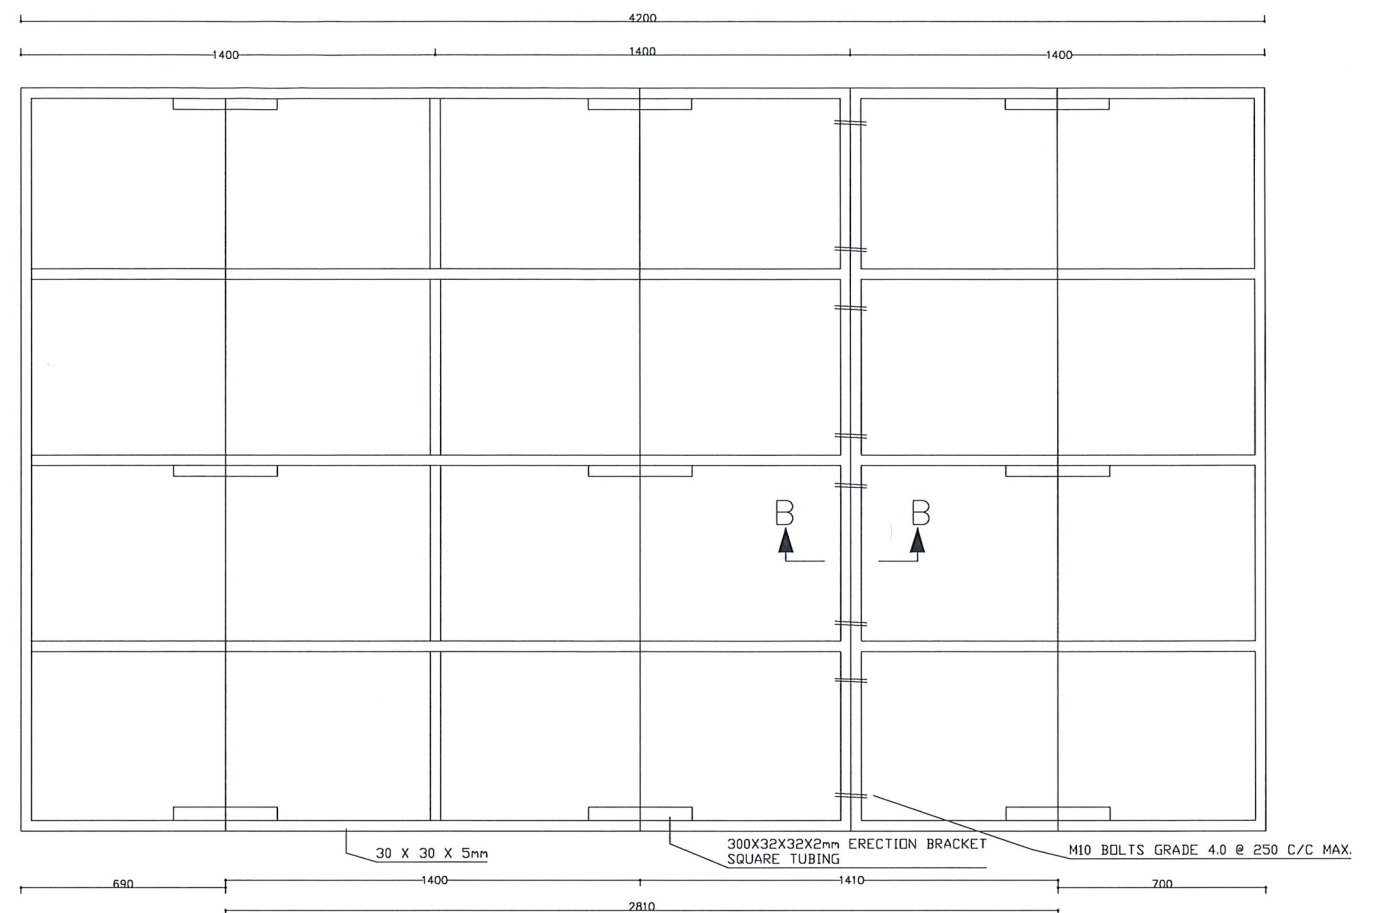 4200
1400 1400 1400
B B
30 X 30 X 5mm
300X32X32X2mm ERECTION BRACKET
SQUARE TUBING
M10 BOLTS GRADE 4.0 @ 250 C/C MAX.
690 1400 1410 700
2810